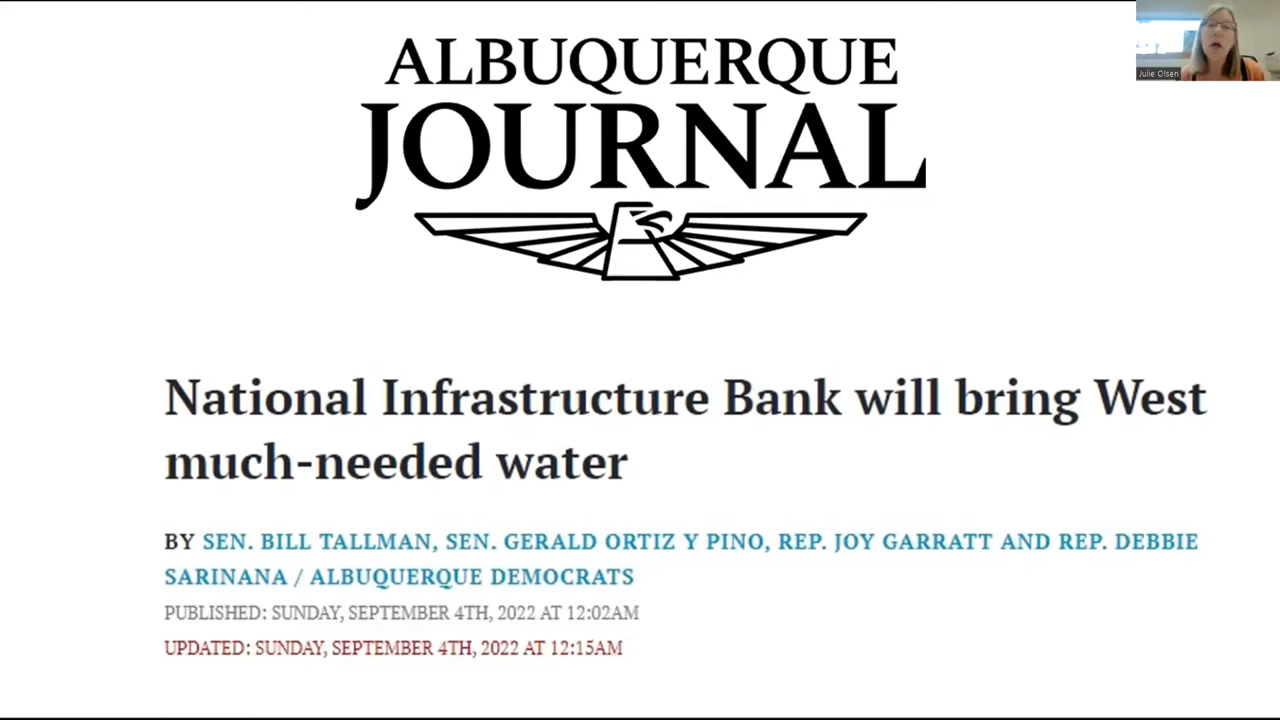 ALBUQUERQUE
JOURNAL
Julie Olsen
National Infrastructure Bank will bring West
much-needed water
BY SEN. BILL TALLMAN, SEN. GERALD ORTIZ Y PINO, REP. JOY GARRATT AND REP. DEBBIE
SARINANA / ALBUQUERQUE DEMOCRATS
PUBLISHED: SUNDAY, SEPTEMBER 4TH, 2022 AT 12:02AM
UPDATED: SUNDAY, SEPTEMBER 4TH, 2022 AT 12:15AM